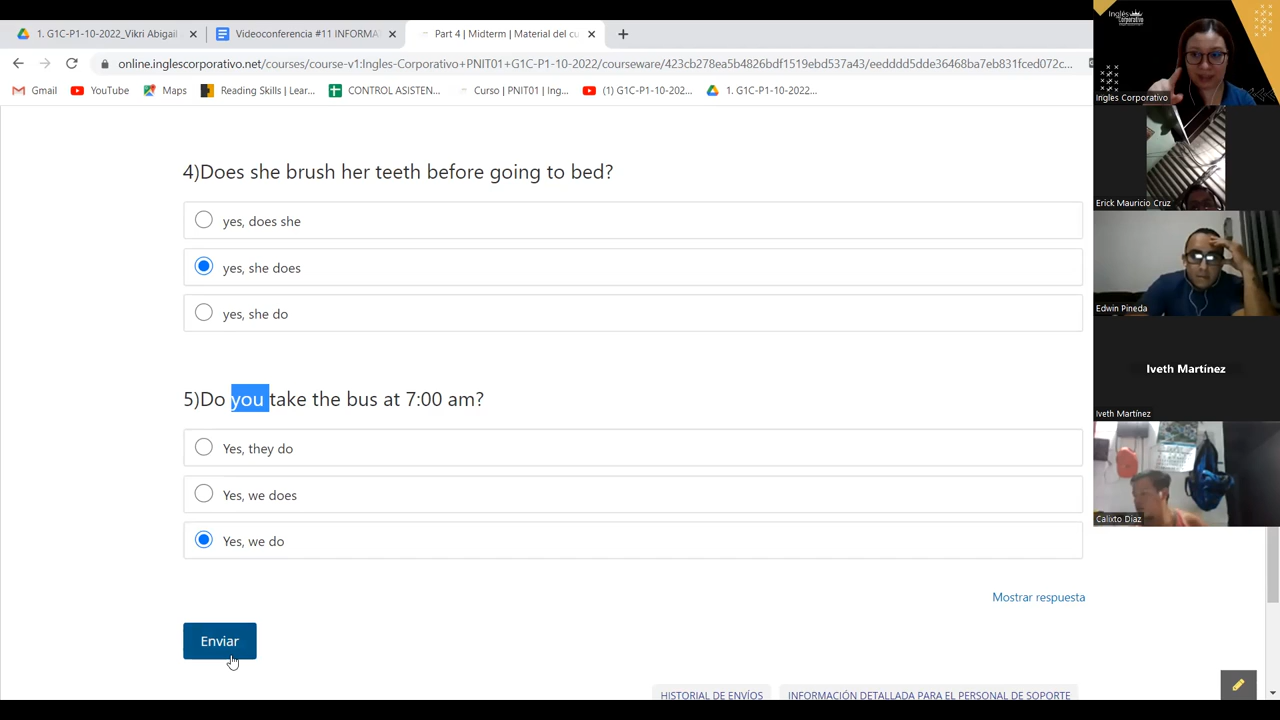 1. G1C-P1-10-2022_Vikri Abigail
Videoconferencia #11 INFORMA
Part 4 | Midterm | Material del cu
online.inglescorporativo.net/courses/course-v1:Ingles-Corporativo+PNIT01+G1C-P1-10-2022/courseware/423cb278ea5b4826bdf1519ebd537a43/eedddd5dde36468ba7eb831fced072c...
Gmail
YouTube
Maps
Reading Skills | Lear...
CONTROL ASISTEN...
Curso | PNIT01 | Ing...
(1) G1C-P1-10-202...
1. G1C-P1-10-2022...
4)Does she brush her teeth before going to bed?
yes, does she
yes, she does
yes, she do
5)Do you take the bus at 7:00 am?
Yes, they do
Yes, we does
Yes, we do
Mostrar respuesta
Enviar
HISTORIAL DE ENVÍOS
INFORMACIÓN DETALLADA PARA EL PERSONAL DE SOPORTE
Inglés
Corporativo
Ingles Corporativo
Erick Mauricio Cruz
Edwin Pineda
Iveth Martínez
Iveth Martínez
Calixto Diaz